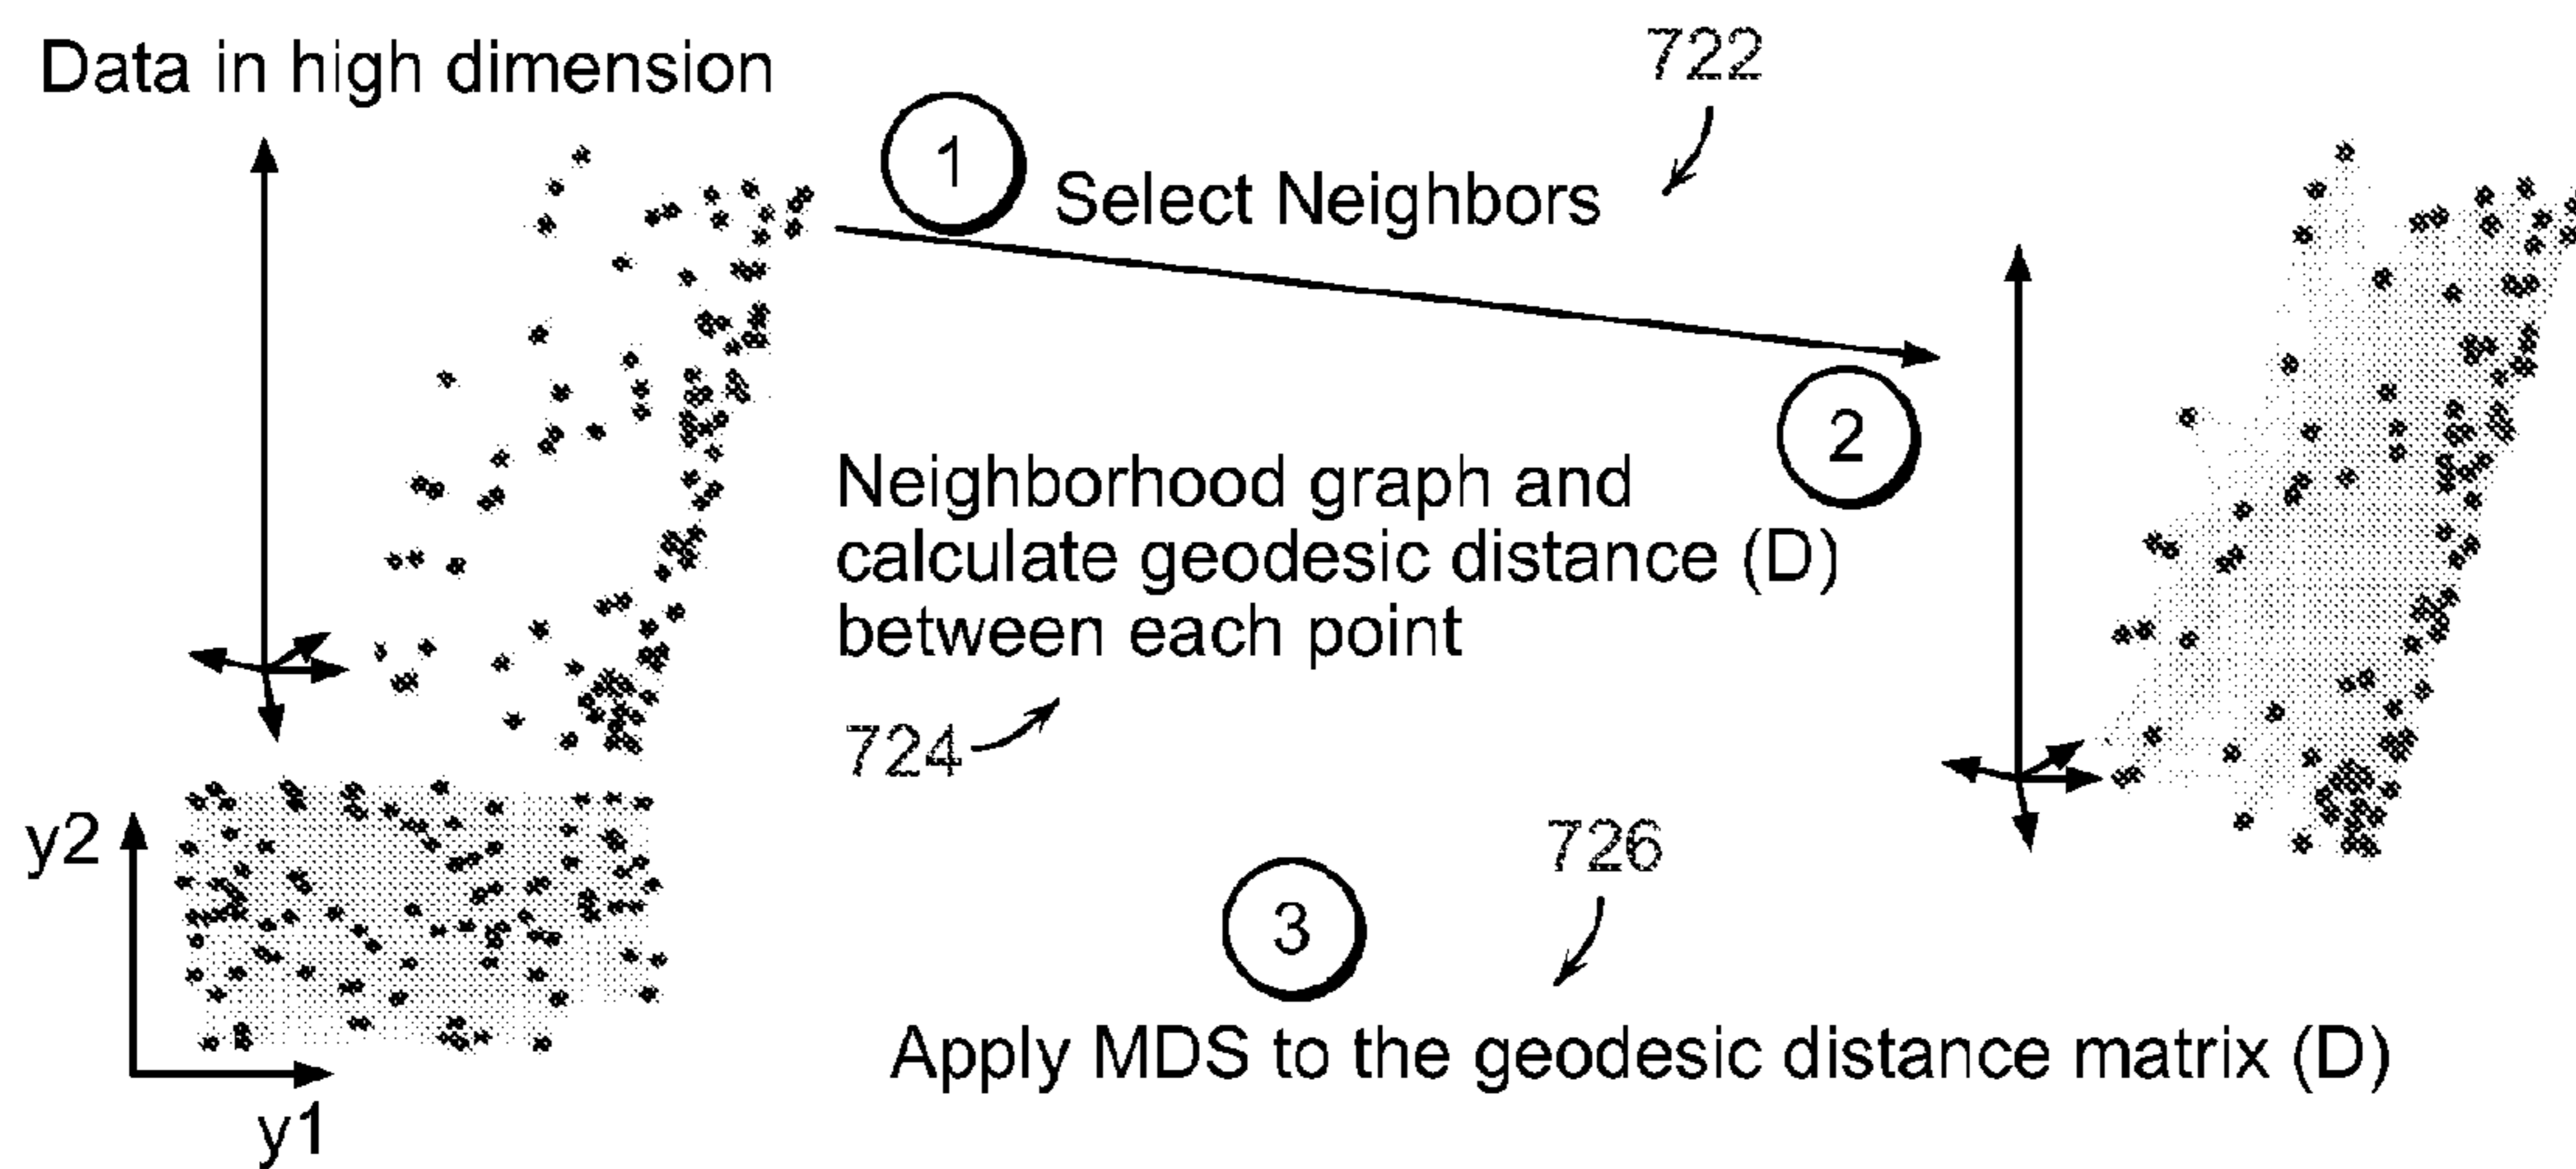 Data in high dimension
722
1
Select Neighbors
2
Neighborhood graph and
calculate geodesic distance (D)
between each point
724
y2
y1
726
3
Apply MDS to the geodesic distance matrix (D)